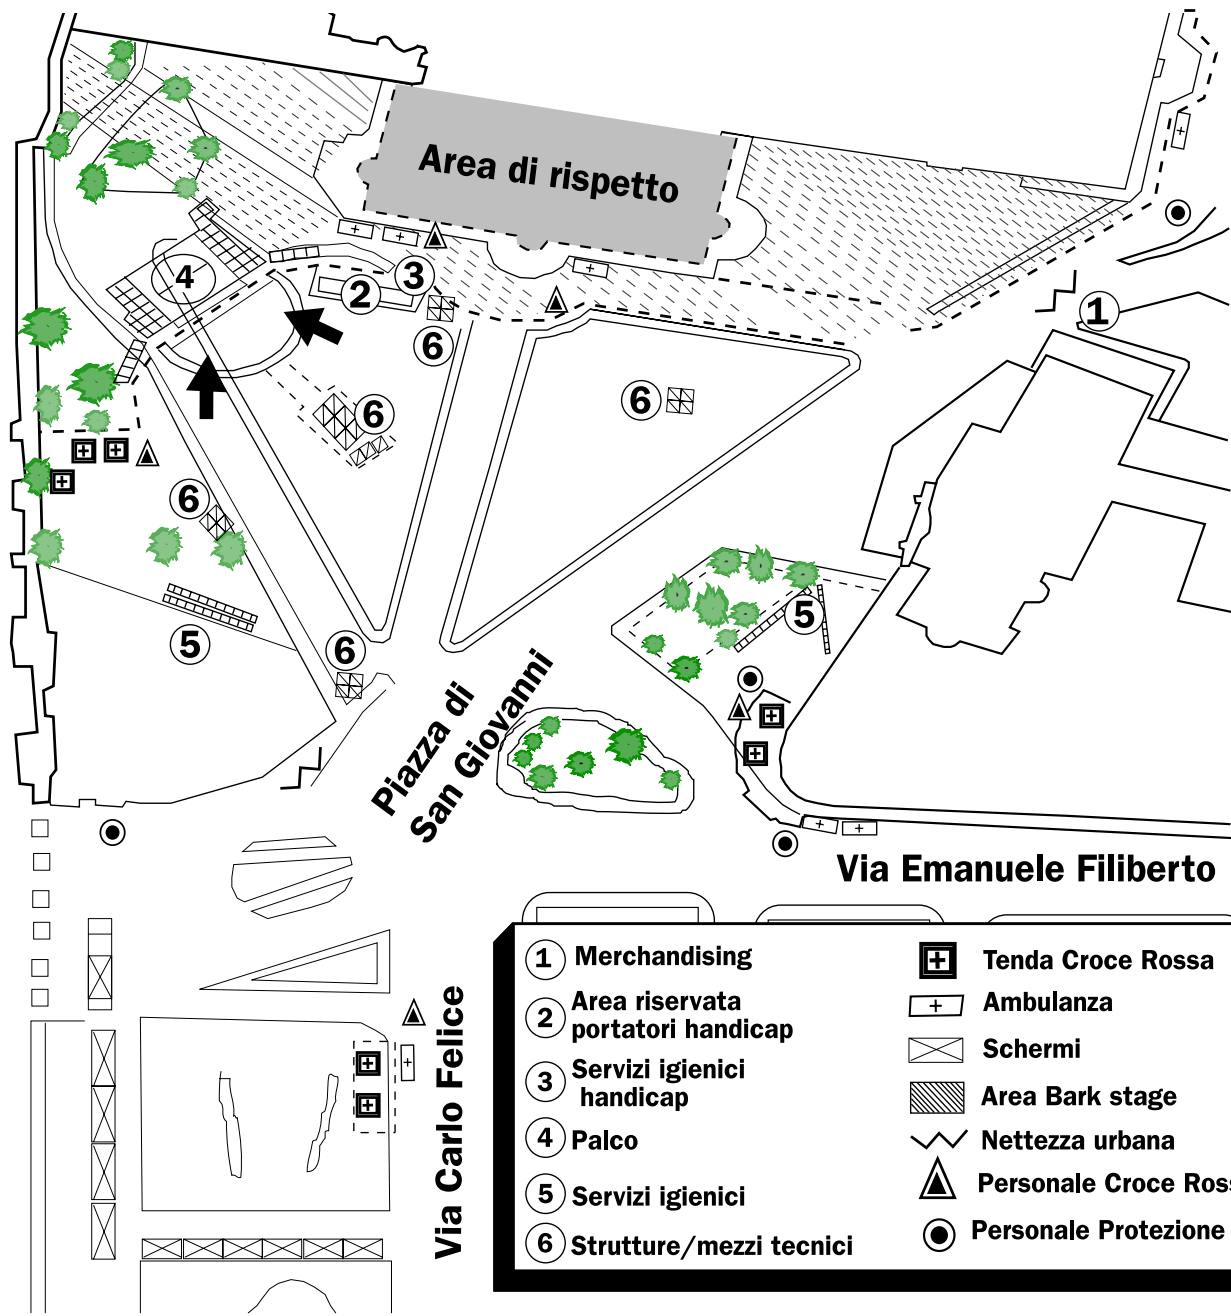 Area di rispetto
4
3
2
1
6
6
6
6
5
5
6
Piazza di
San Giovanni
Via Emanuele Filiberto
Via Carlo Felice
1 Merchandising
2 Area riservata
portatori handicap
3 Servizi igienici
handicap
4 Palco
5 Servizi igienici
6 Strutture/mezzi tecnici
Tenda Croce Rossa
Ambulanza
Schermi
Area Bark stage
Nettezza urbana
Personale Croce Ros
Personale Protezione